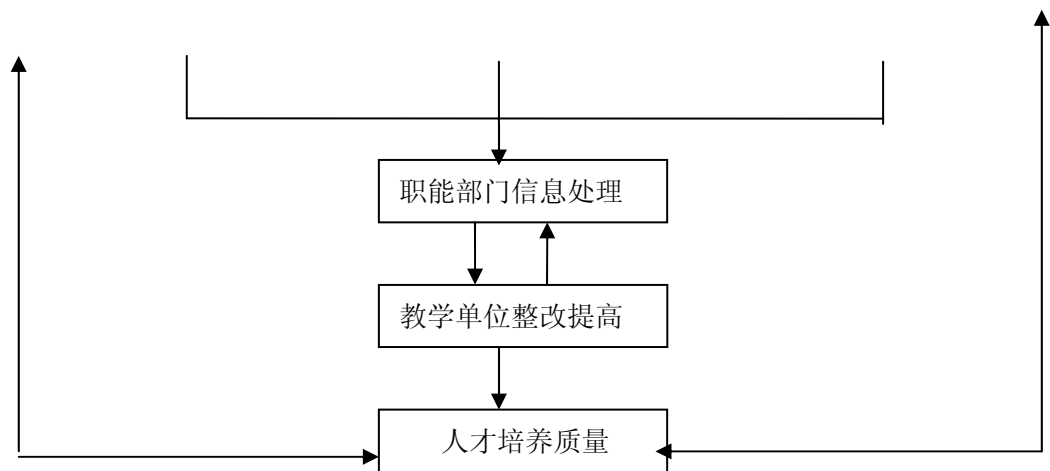 职能部门信息处理
教学单位整改提高
人才培养质量